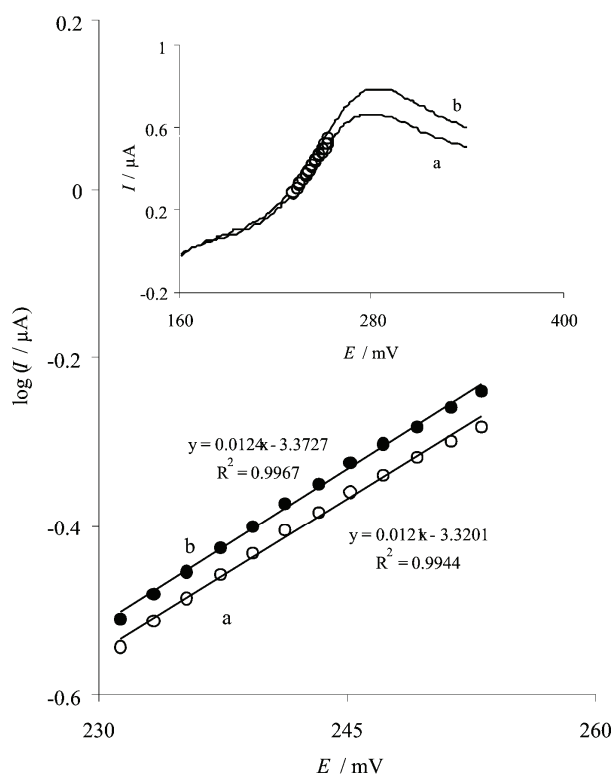 0.2
0
-0.2
-0.4
-0.6
log (I / µA)
1
0.6
0.2
-0.2
I / µA
b
a
160
280
400
E / mV
y = 0.0124x - 3.3727
R² = 0.9967
b
y = 0.0121x - 3.3201
R² = 0.9944
a
230
245
260
E / mV